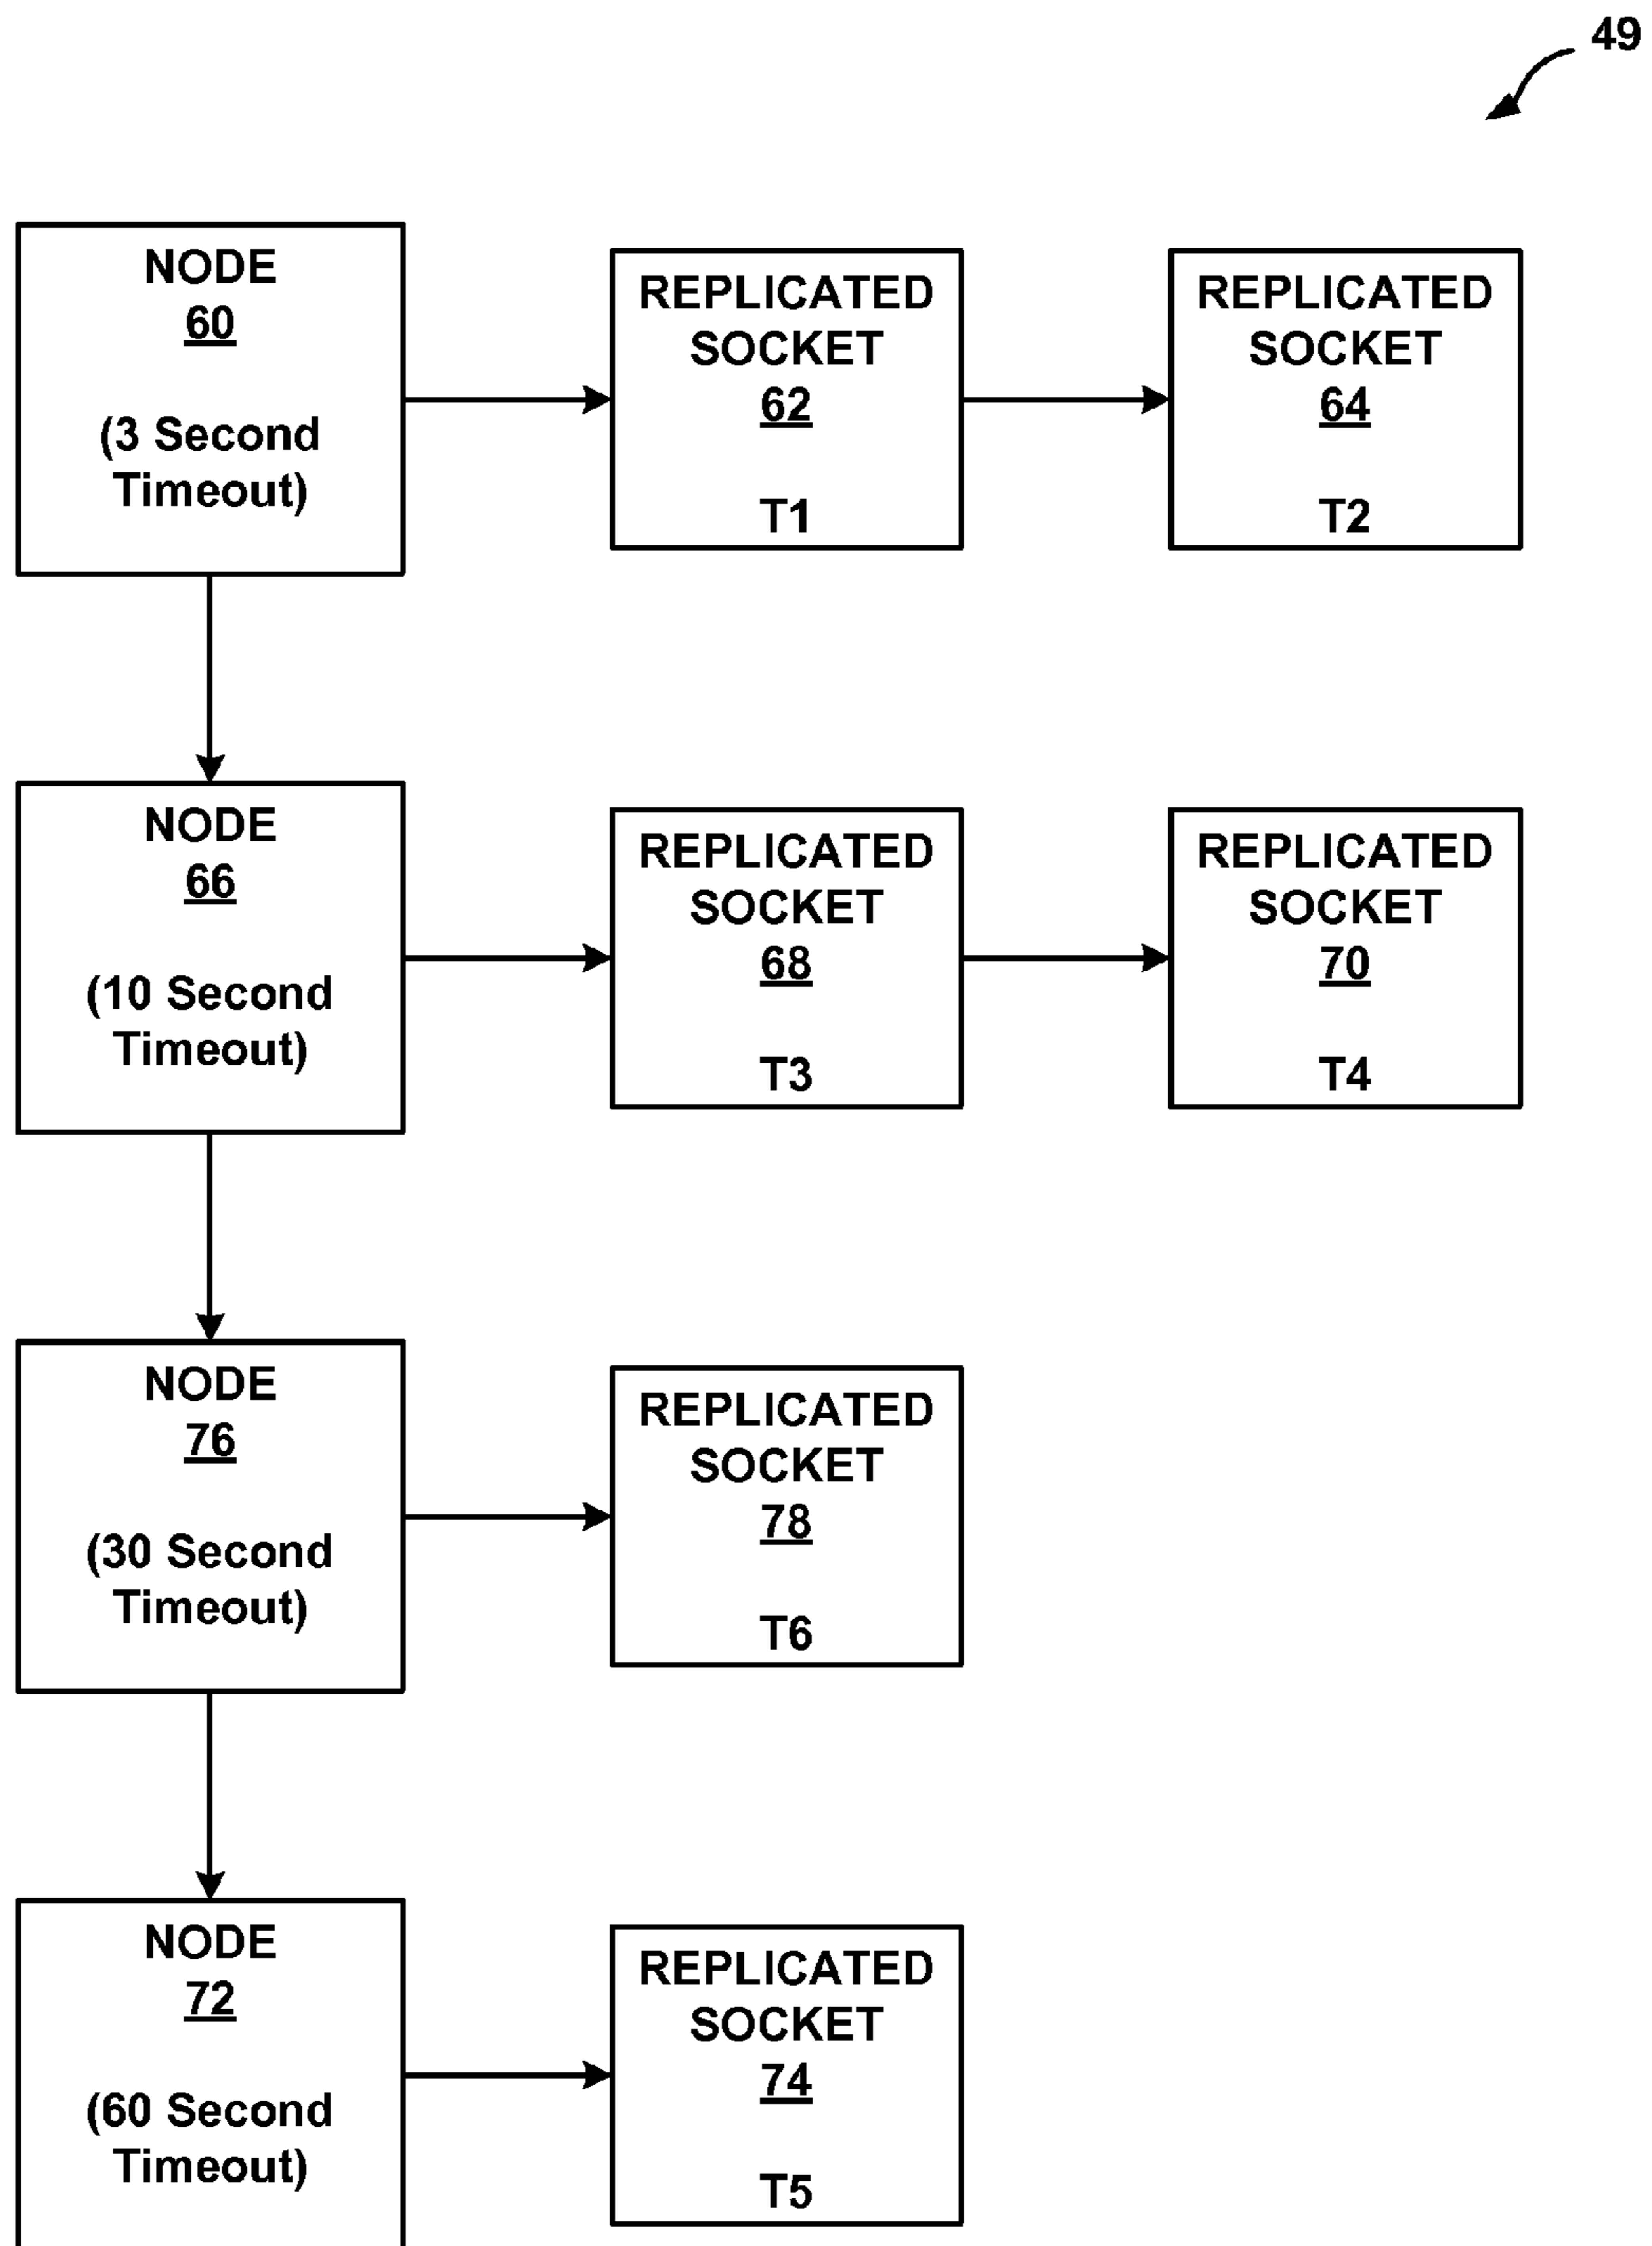 49
NODE
60
(3 Second
Timeout)
REPLICATED
SOCKET
62
T1
REPLICATED
SOCKET
64
T2
NODE
66
(10 Second
Timeout)
REPLICATED
SOCKET
68
T3
REPLICATED
SOCKET
70
T4
NODE
76
(30 Second
Timeout)
REPLICATED
SOCKET
78
T6
NODE
72
(60 Second
Timeout)
REPLICATED
SOCKET
74
T5